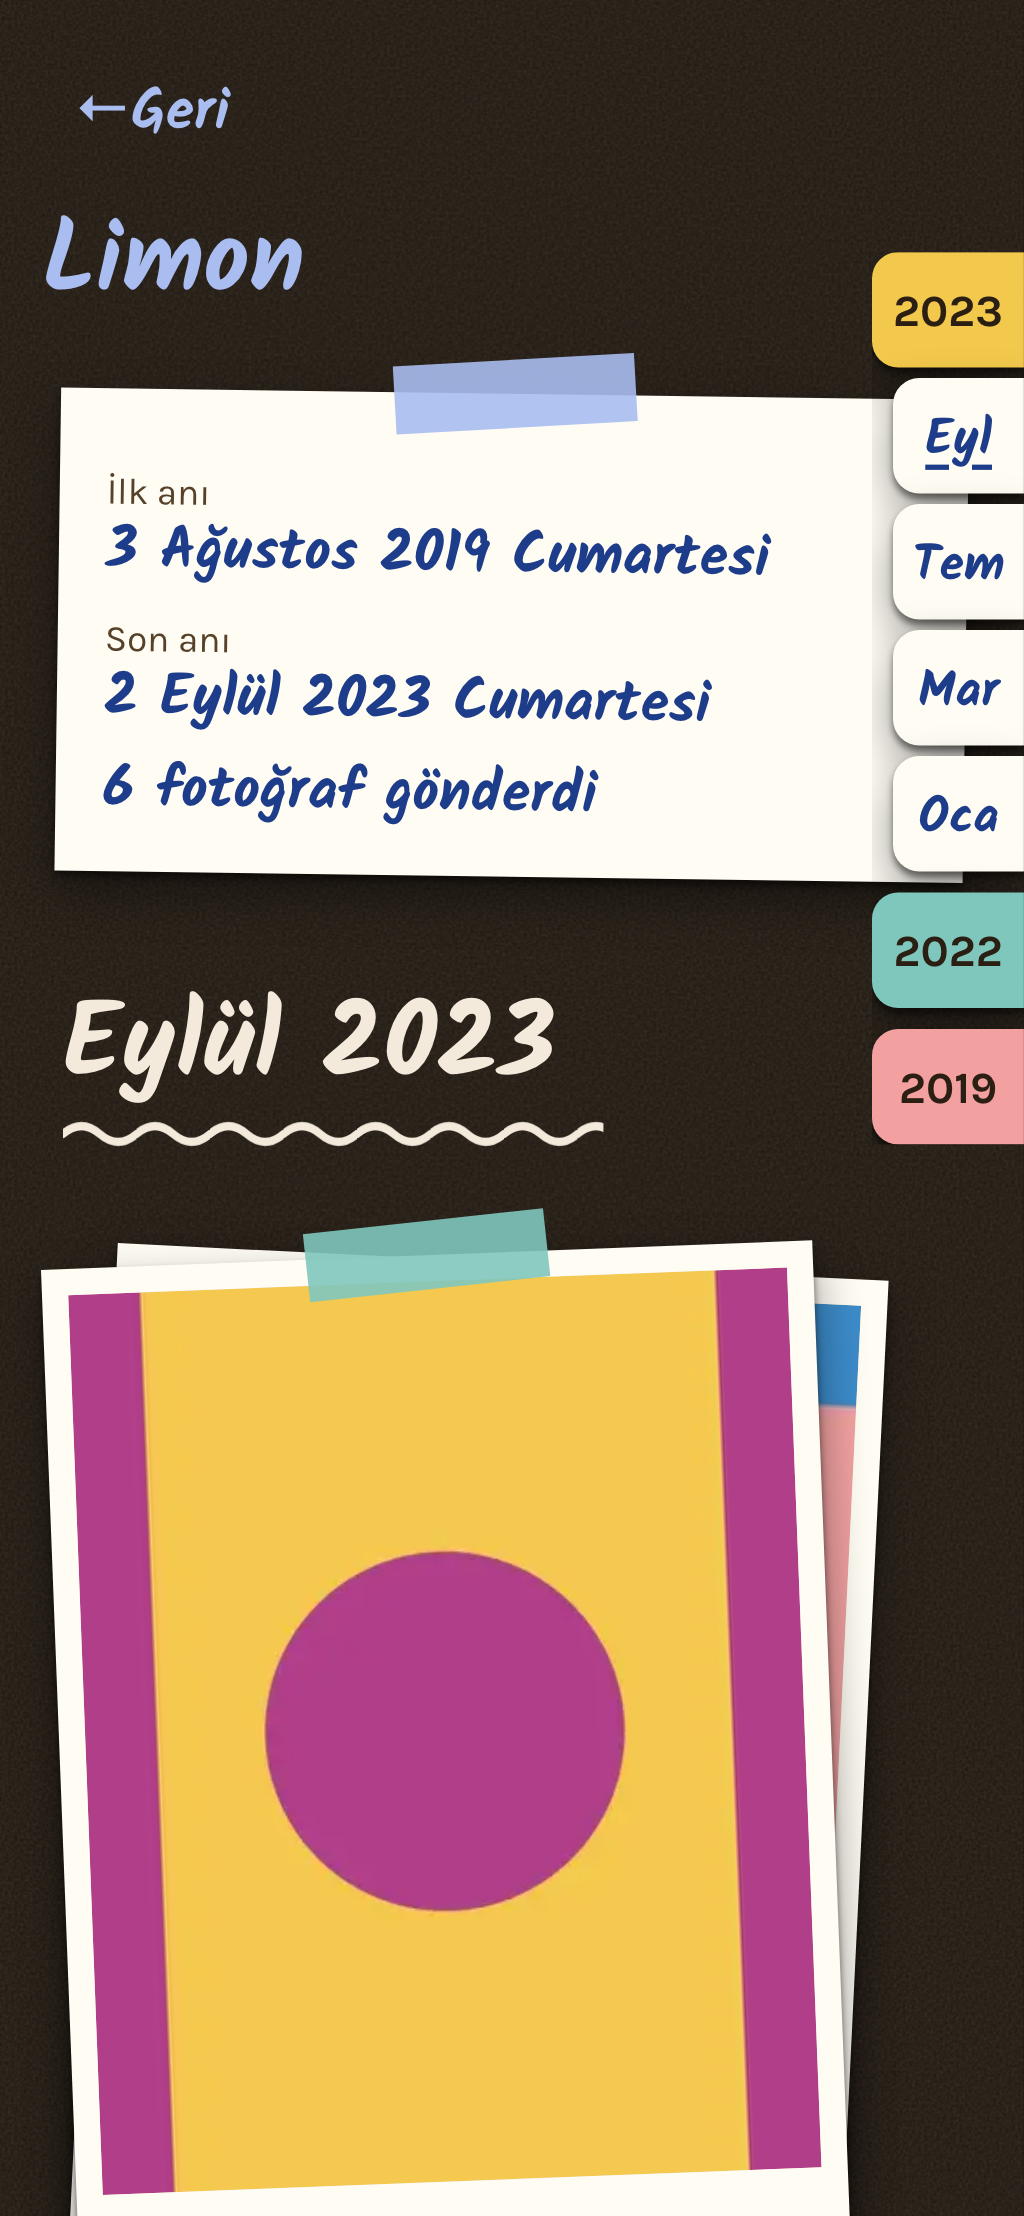 ←Geri
Limon
İlk anı
3 Ağustos 2019 Cumartesi
Son anı
2 Eylül 2023 Cumartesi
6 fotoğraf gönderdi
2023
Eyl
Tem
Mar
Oca
2022
2019
Eylül 2023